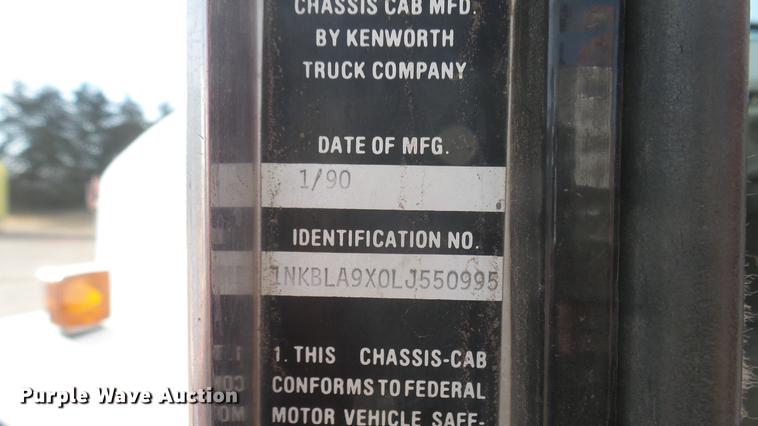 CHASSIS CAB MFD.
BY KENWORTH
TRUCK COMPANY
DATE OF MFG.
1/90
IDENTIFICATION NO.
1NKBLA9X0LJ550995
1. THIS CHASSIS-CAB
CONFORMS TO FEDERAL
MOTOR VEHICLE SAFE-
Purple Wave Auction